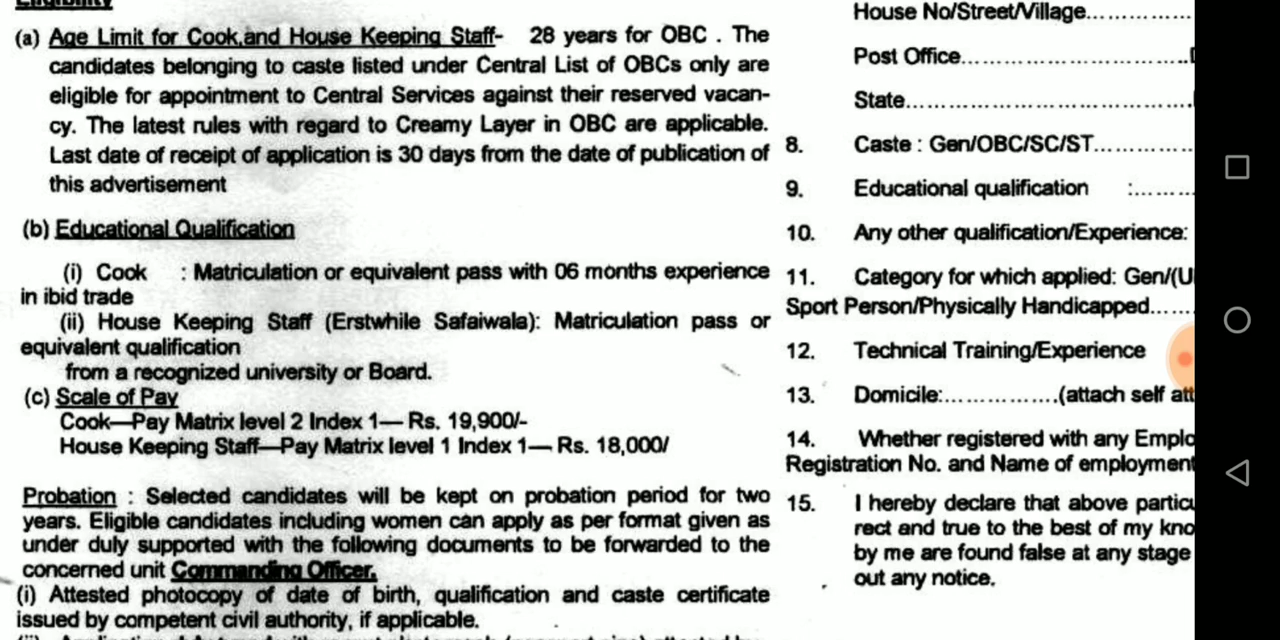 Eligibility
(a) Age Limit for Cook,and House Keeping Staff- 28 years for OBC . The
candidates belonging to caste listed under Central List of OBCs only are
eligible for appointment to Central Services against their reserved vacan-
cy. The latest rules with regard to Creamy Layer in OBC are applicable.
Last date of receipt of application is 30 days from the date of publication of
this advertisement
(b) Educational Qualification
(i) Cook : Matriculation or equivalent pass with 06 months experience
in ibid trade
(ii) House Keeping Staff (Erstwhile Safaiwala): Matriculation pass or
equivalent qualification
from a recognized university or Board.
(c) Scale of Pay
Cook—Pay Matrix level 2 Index 1— Rs. 19,900/-
House Keeping Staff—Pay Matrix level 1 Index 1— Rs. 18,000/
Probation : Selected candidates will be kept on probation period for two
years. Eligible candidates including women can apply as per format given as
under duly supported with the following documents to be forwarded to the
concerned unit Commanding Officer.
(i) Attested photocopy of date of birth, qualification and caste certificate
issued by competent civil authority, if applicable.
House No/Street/Village..............
Post Office..............................
State....................................
8. Caste : Gen/OBC/SC/ST..............
9. Educational qualification :.........
10. Any other qualification/Experience:
11. Category for which applied: Gen/(U
Sport Person/Physically Handicapped......
12. Technical Training/Experience
13. Domicile:..............(attach self att
14. Whether registered with any Emplo
Registration No. and Name of employment
15. I hereby declare that above particu
rect and true to the best of my kno
by me are found false at any stage
out any notice.